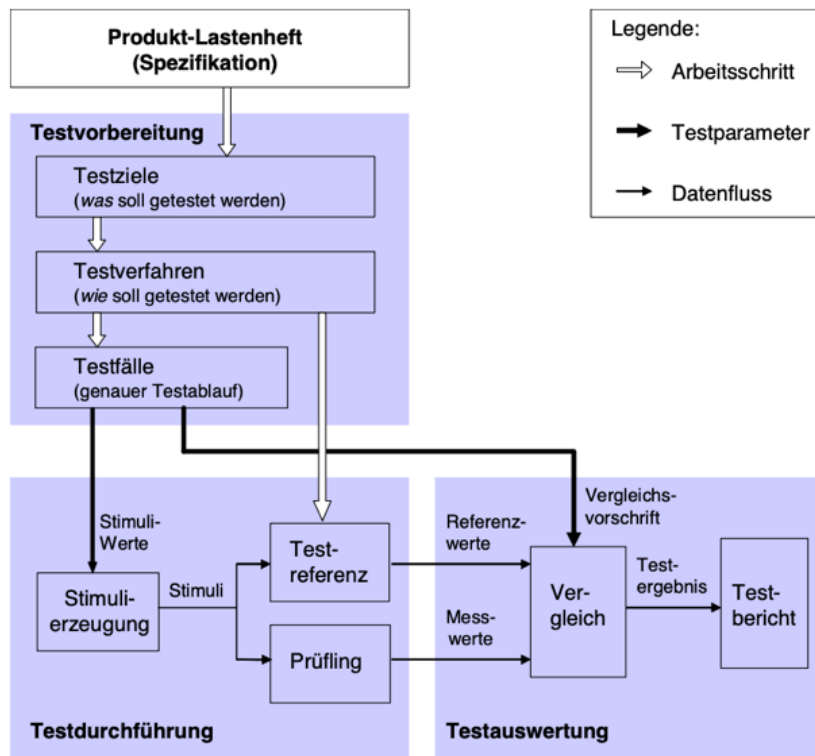 Produkt-Lastenheft
(Spezifikation)
Legende:
Arbeitsschritt
Testparameter
Datenfluss
Testvorbereitung
Testziele
(was soll getestet werden)
Testverfahren
(wie soll getestet werden)
Testfälle
(genauer Testablauf)
Stimuli-
Werte
Stimuli-
erzeugung
Stimuli
Test-
referenz
Prüfling
Testdurchführung
Referenz-
werte
Mess-
werte
Vergleichs-
vorschrift
Ver-
gleich
Test-
ergebnis
Test-
bericht
Testauswertung